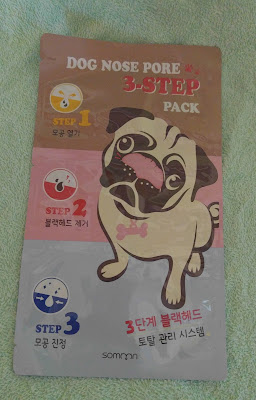 DOG NOSE PORE
3-STEP
PACK
STEP 1
모공 열기
STEP 2
블랙헤드 제거
STEP 3
모공 진정
3단계 블랙헤드
토탈 관리 시스템